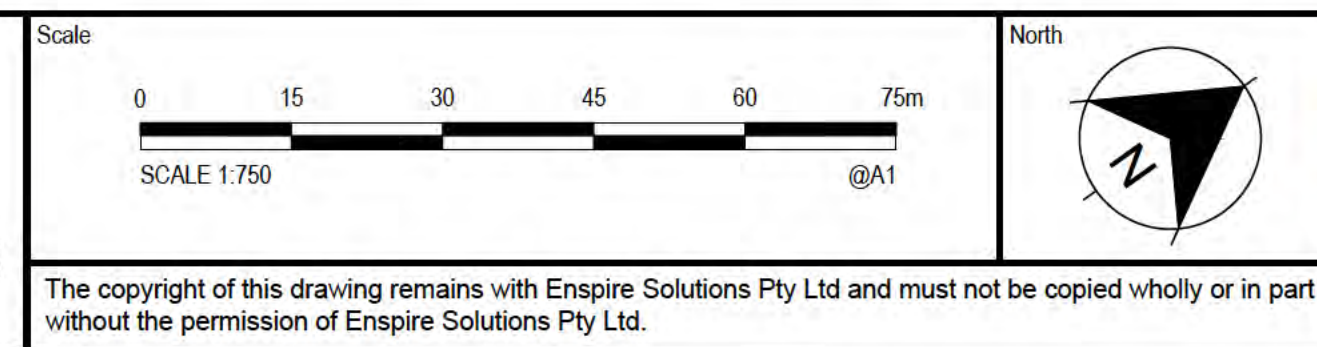 Scale
North
0 15 30 45 60 75m
SCALE 1:750 @A1
N
The copyright of this drawing remains with Enspire Solutions Pty Ltd and must not be copied wholly or in part
without the permission of Enspire Solutions Pty Ltd.